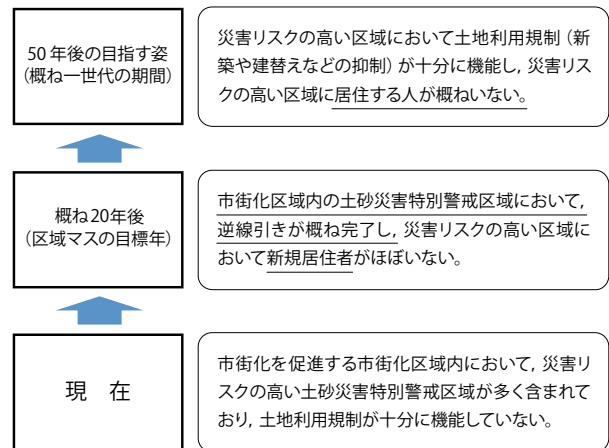 50年後の目指す姿
(概ね一世代の期間)
災害リスクの高い区域において土地利用規制(新
築や建替えなどの抑制)が十分に機能し, 災害リス
クの高い区域に居住する人が概ねいない。
概ね20年後
(区域マスの目標年)
市街化区域内の土砂災害特別警戒区域において,
逆線引きが概ね完了し, 災害リスクの高い区域に
おいて新規居住者がほぼいない。
現 在
市街化を促進する市街化区域内において, 災害リ
スクの高い土砂災害特別警戒区域が多く含まれて
おり, 土地利用規制が十分に機能していない。